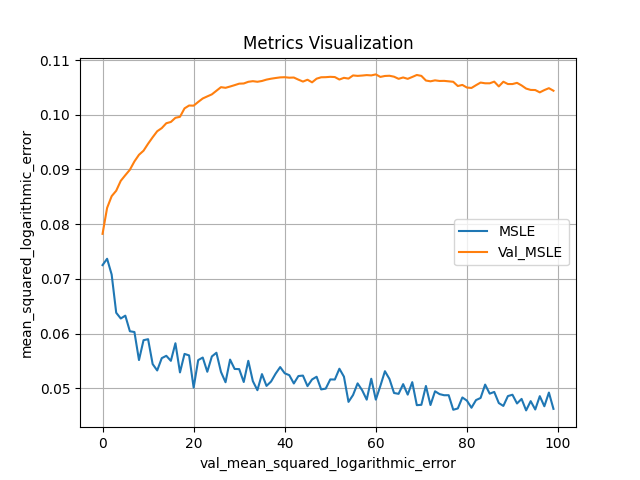 Metrics Visualization
0.11
0.10
0.09
0.08
0.07
0.06
0.05
mean_squared_logarithmic_error
MSLE
Val_MSLE
0
20
40
60
80
100
val_mean_squared_logarithmic_error